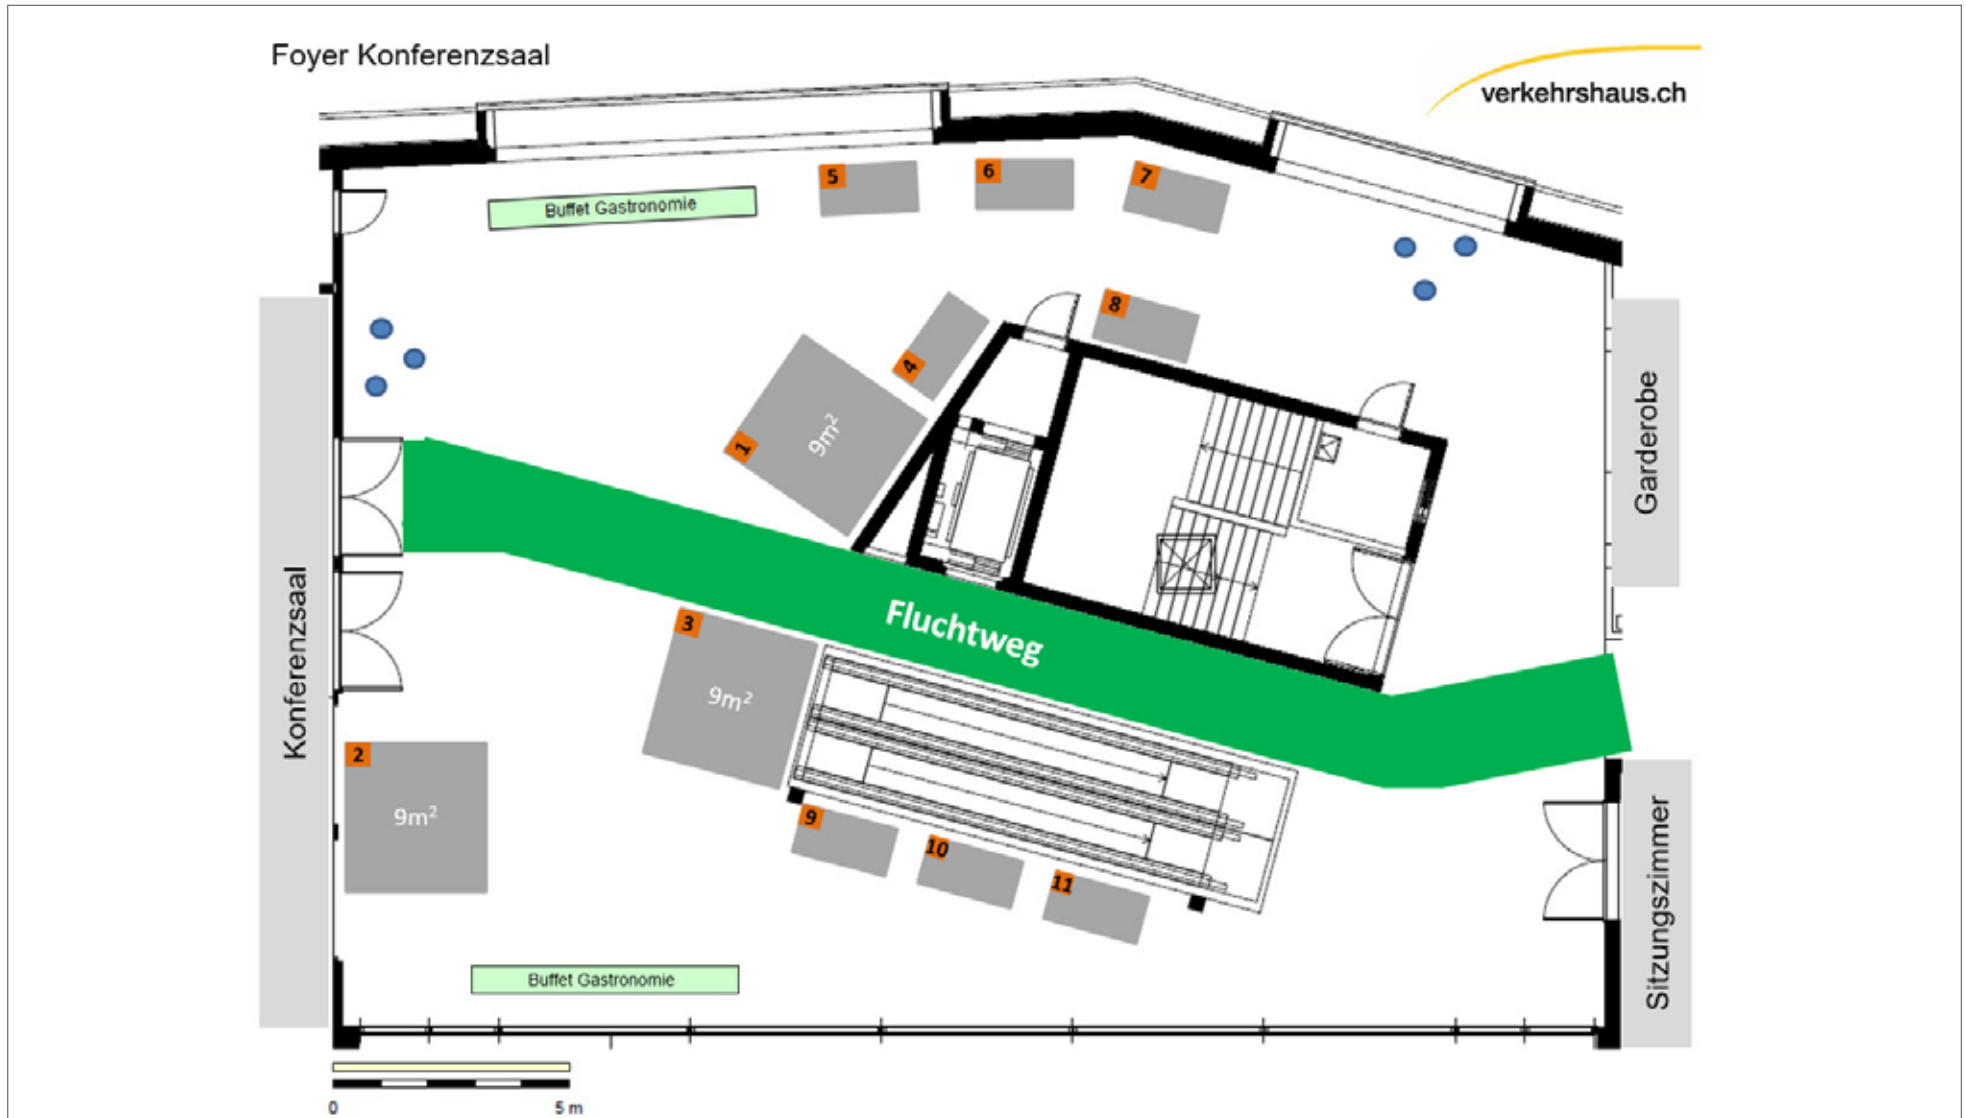 Foyer Konferenzsaal
verkehrshaus.ch
Buffet Gastronomie
5
6
7
8
4
1
9m²
Garderobe
Konferenzsaal
Fluchtweg
3
9m²
2
9m²
9
10
11
Sitzungszimmer
Buffet Gastronomie
0
5 m